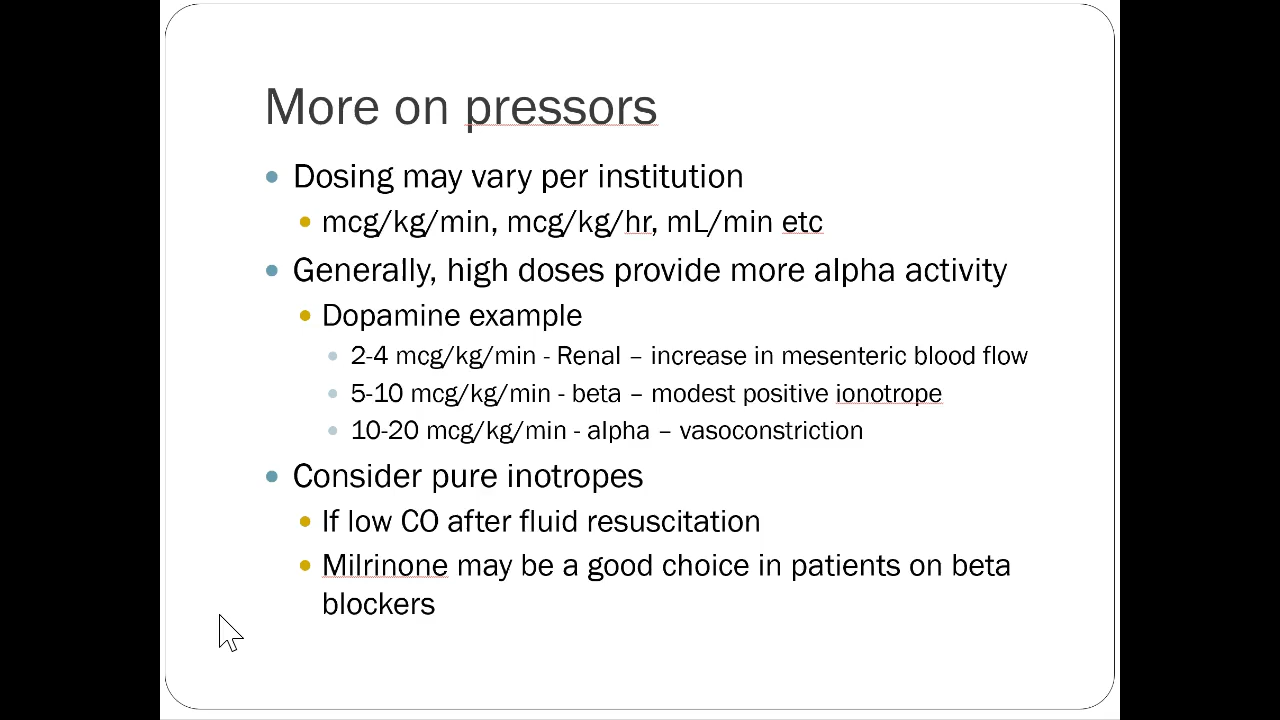 More on pressors
Dosing may vary per institution
mcg/kg/min, mcg/kg/hr, mL/min etc
Generally, high doses provide more alpha activity
Dopamine example
2-4 mcg/kg/min - Renal – increase in mesenteric blood flow
5-10 mcg/kg/min - beta – modest positive ionotrope
10-20 mcg/kg/min - alpha – vasoconstriction
Consider pure inotropes
If low CO after fluid resuscitation
Milrinone may be a good choice in patients on beta
blockers